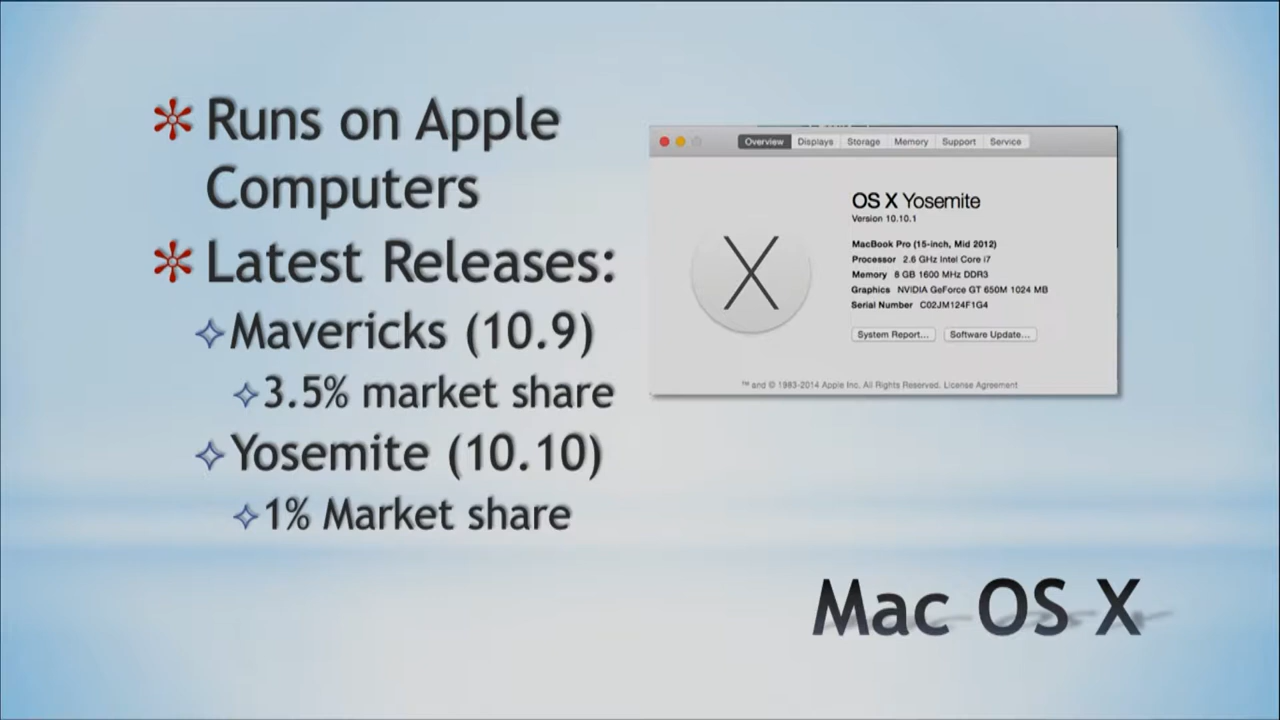 Runs on Apple
Computers
Latest Releases:
Mavericks (10.9)
3.5% market share
Yosemite (10.10)
1% Market share
Overview Displays Storage Memory Support Service
OS X Yosemite
Version 10.10.1
MacBook Pro (15-inch, Mid 2012)
Processor 2.6 GHz Intel Core i7
Memory 8 GB 1600 MHz DDR3
Graphics NVIDIA GeForce GT 650M 1024 MB
Serial Number C02JM124F1G4
System Report... Software Update...
™ and © 1983-2014 Apple Inc. All Rights Reserved. License Agreement
Mac OS X